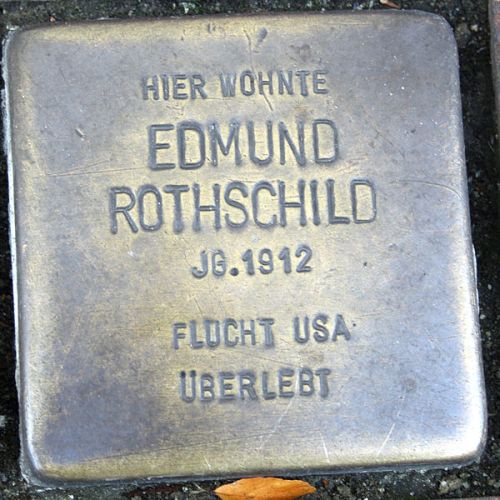 HIER WOHNTE
EDMUND
ROTHSCHILD
JG.1912
FLUCHT USA
ÜBERLEBT